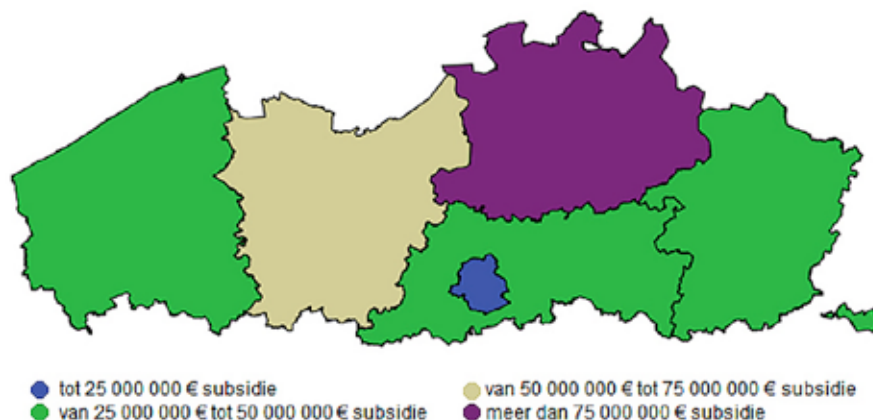 tot 25 000 000 € subsidie
van 25 000 000 € tot 50 000 000 € subsidie
van 50 000 000 € tot 75 000 000 € subsidie
meer dan 75 000 000 € subsidie